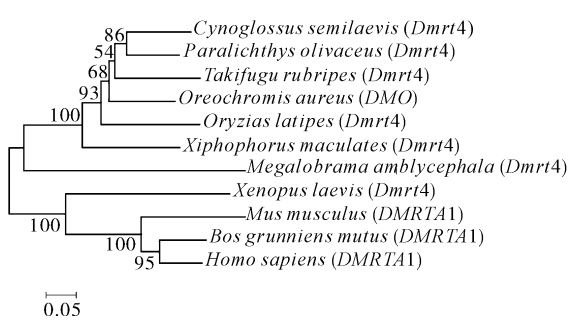 86
Cynoglossus semilaevis (Dmrt4)
54
Paralichthys olivaceus (Dmrt4)
68
Takifugu rubripes (Dmrt4)
93
Oreochromis aureus (DMO)
100
Oryzias latipes (Dmrt4)
Xiphophorus maculates (Dmrt4)
Megalobrama amblycephala (Dmrt4)
Xenopus laevis (Dmrt4)
100
Mus musculus (DMRTA1)
100
Bos grunniens mutus (DMRTA1)
95
Homo sapiens (DMRTA1)
0.05